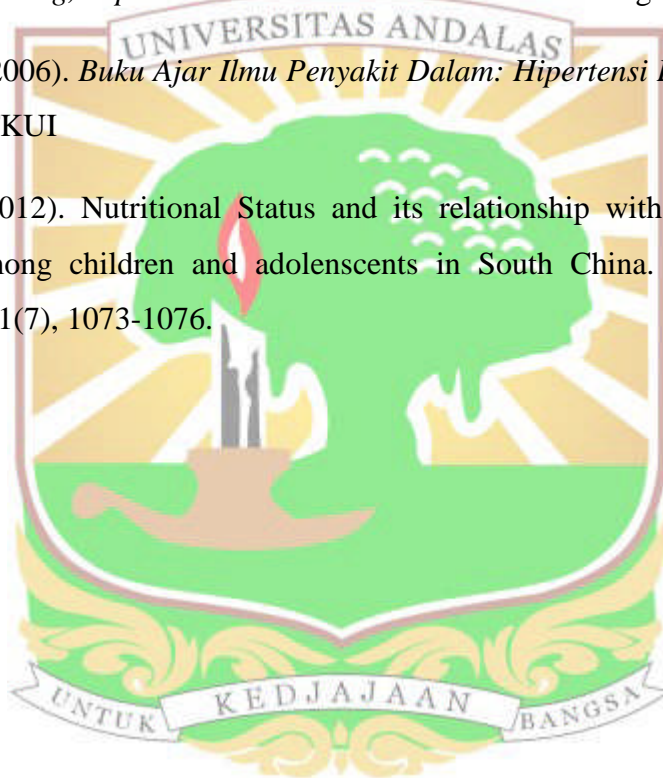 UNIVERSITAS ANDALAS
2006). Buku Ajar Ilmu Penyakit Dalam: Hipertensi
KUI
012). Nutritional Status and its relationship with
ong children and adolenscents in South China.
1(7), 1073-1076.
UNTUK KEDJAJAAN BANGSA